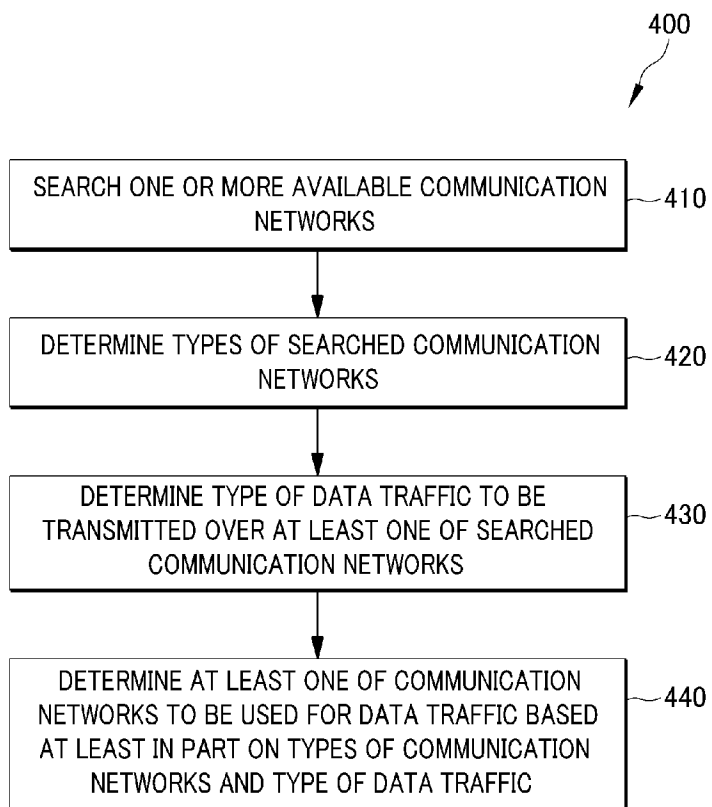 400
SEARCH ONE OR MORE AVAILABLE COMMUNICATION
NETWORKS
410
DETERMINE TYPES OF SEARCHED COMMUNICATION
NETWORKS
420
DETERMINE TYPE OF DATA TRAFFIC TO BE
TRANSMITTED OVER AT LEAST ONE OF SEARCHED
COMMUNICATION NETWORKS
430
DETERMINE AT LEAST ONE OF COMMUNICATION
NETWORKS TO BE USED FOR DATA TRAFFIC BASED
AT LEAST IN PART ON TYPES OF COMMUNICATION
NETWORKS AND TYPE OF DATA TRAFFIC
440